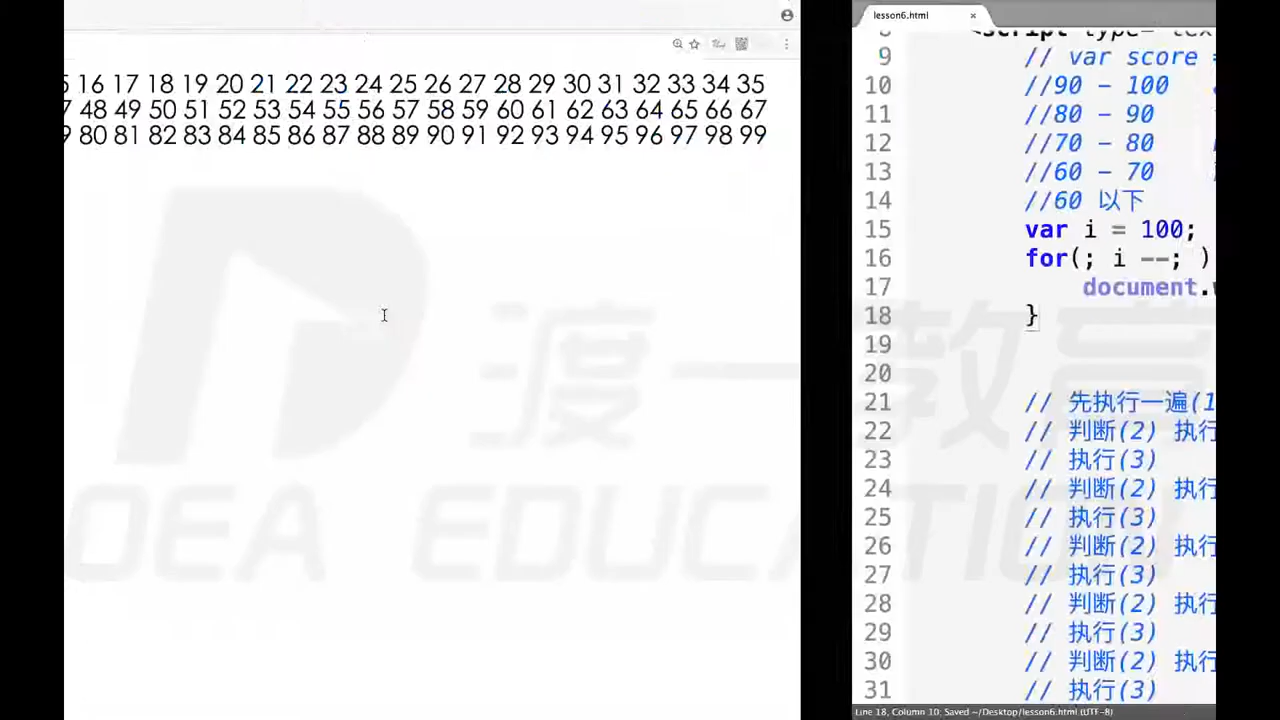 16 17 18 19 20 21 22 23 24 25 26 27 28 29 30 31 32 33 34 35
48 49 50 51 52 53 54 55 56 57 58 59 60 61 62 63 64 65 66 67
80 81 82 83 84 85 86 87 88 89 90 91 92 93 94 95 96 97 98 99
渡一教育
EDUCATION
lesson6.html ×
9 // var score =
10 //90 - 100
11 //80 - 90
12 //70 - 80
13 //60 - 70
14 //60 以下
15 var i = 100;
16 for(; i --; )
17 document.
18 }
19
20
21 // 先执行一遍(1
22 // 判断(2) 执行
23 // 执行(3)
24 // 判断(2) 执行
25 // 执行(3)
26 // 判断(2) 执行
27 // 执行(3)
28 // 判断(2) 执行
29 // 执行(3)
30 // 判断(2) 执行
31 // 执行(3)
Line 18, Column 10; Saved ~/Desktop/lesson6.html (UTF-8)